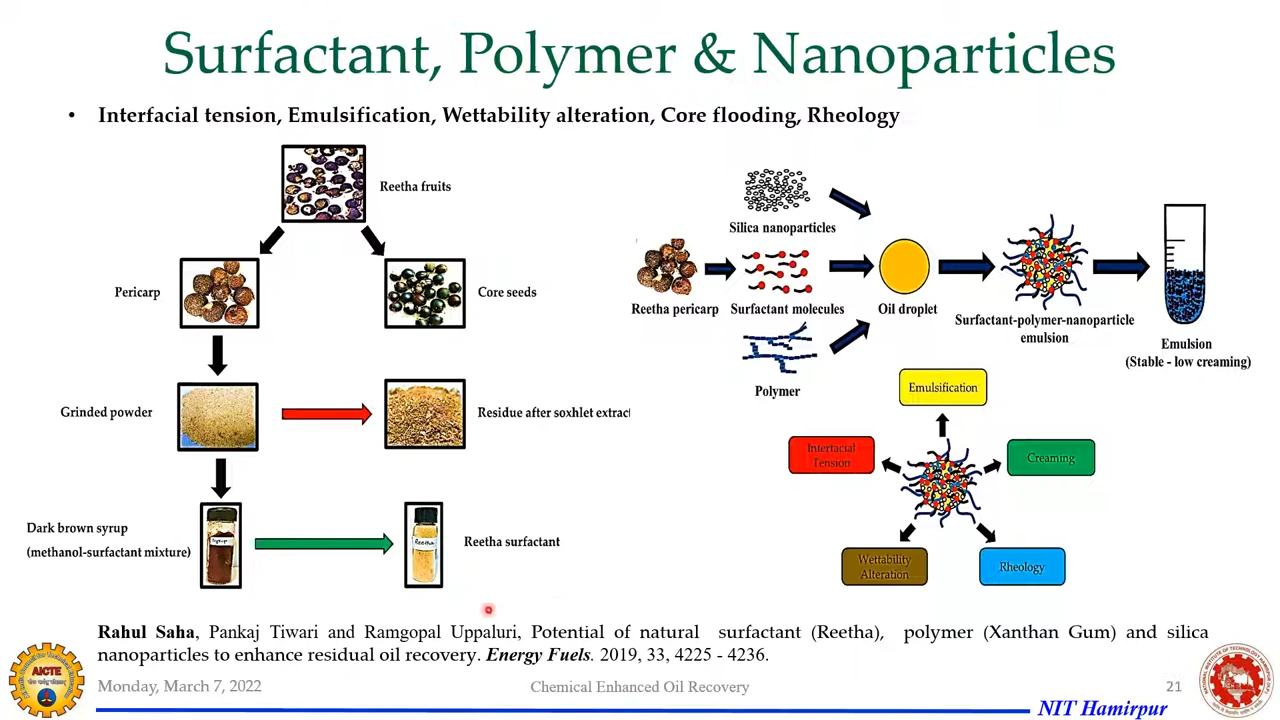 Surfactant, Polymer & Nanoparticles
• Interfacial tension, Emulsification, Wettability alteration, Core flooding, Rheology
Reetha fruits
Pericarp
Core seeds
Grinded powder
Residue after soxhlet extract
Dark brown syrup
(methanol-surfactant mixture)
Reetha
Reetha surfactant
Silica nanoparticles
Reetha pericarp
Surfactant molecules
Oil droplet
Surfactant-polymer-nanoparticle
emulsion
Emulsion
(Stable - low creaming)
Polymer
Emulsification
Interfacial
Tension
Creaming
Wettability
Alteration
Rheology
Rahul Saha, Pankaj Tiwari and Ramgopal Uppaluri, Potential of natural surfactant (Reetha), polymer (Xanthan Gum) and silica
nanoparticles to enhance residual oil recovery. Energy Fuels. 2019, 33, 4225 - 4236.
AICTE
Monday, March 7, 2022
Chemical Enhanced Oil Recovery
21
NIT Hamirpur